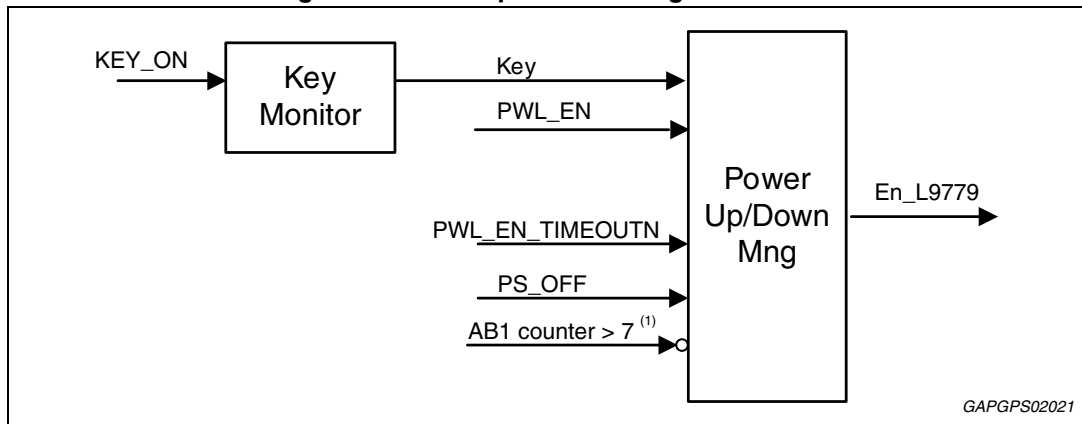 KEY_ON
Key
Monitor
Key
PWL_EN
PWL_EN_TIMEOUTN
PS_OFF
AB1 counter > 7 (1)
Power
Up/Down
Mng
En_L9779
GAPGPS02021